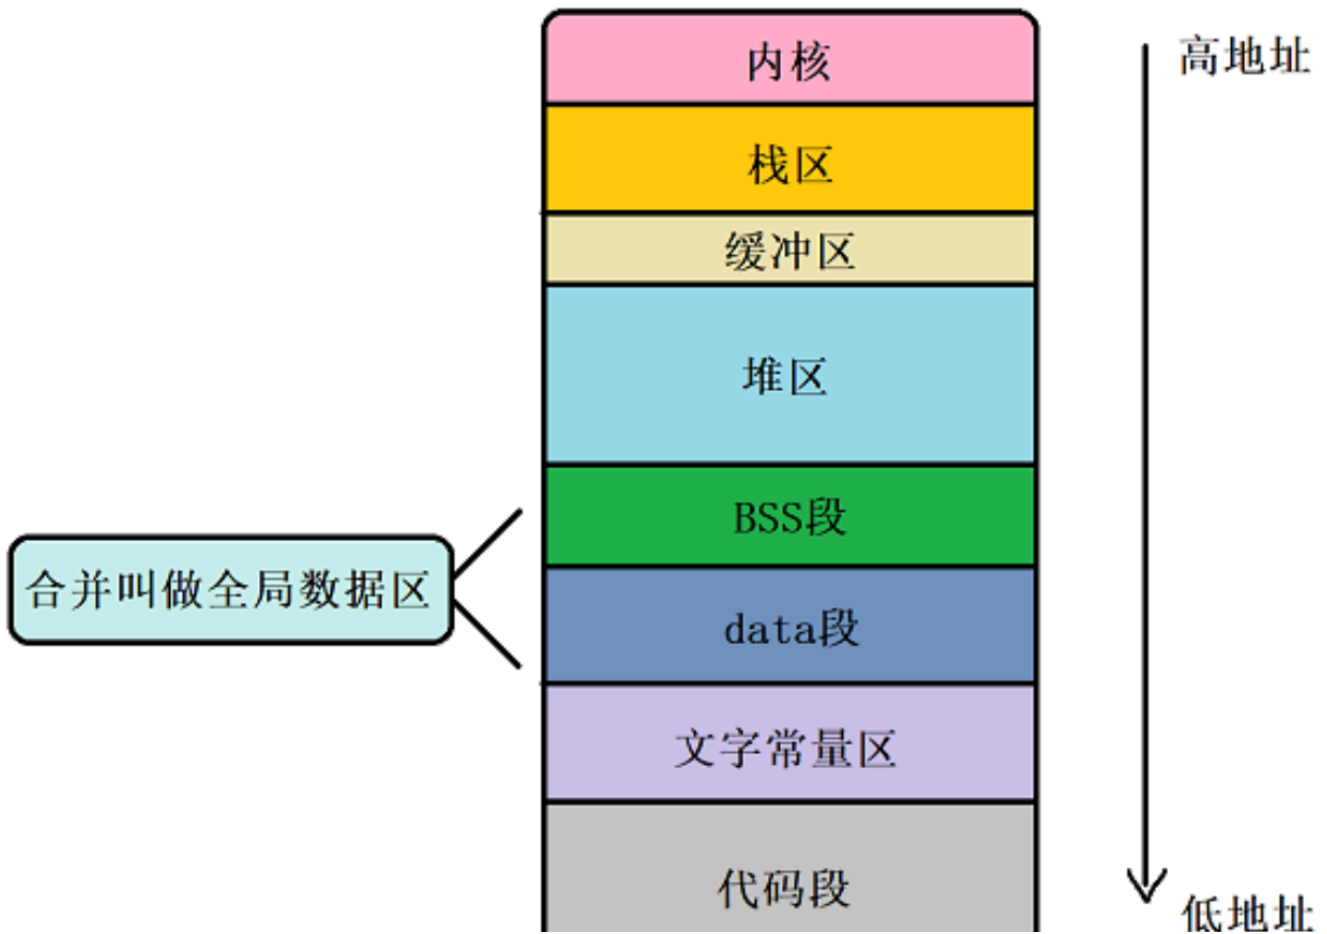 内核
高地址
栈区
缓冲区
堆区
BSS段
合并叫做全局数据区
data段
文字常量区
代码段
低地址